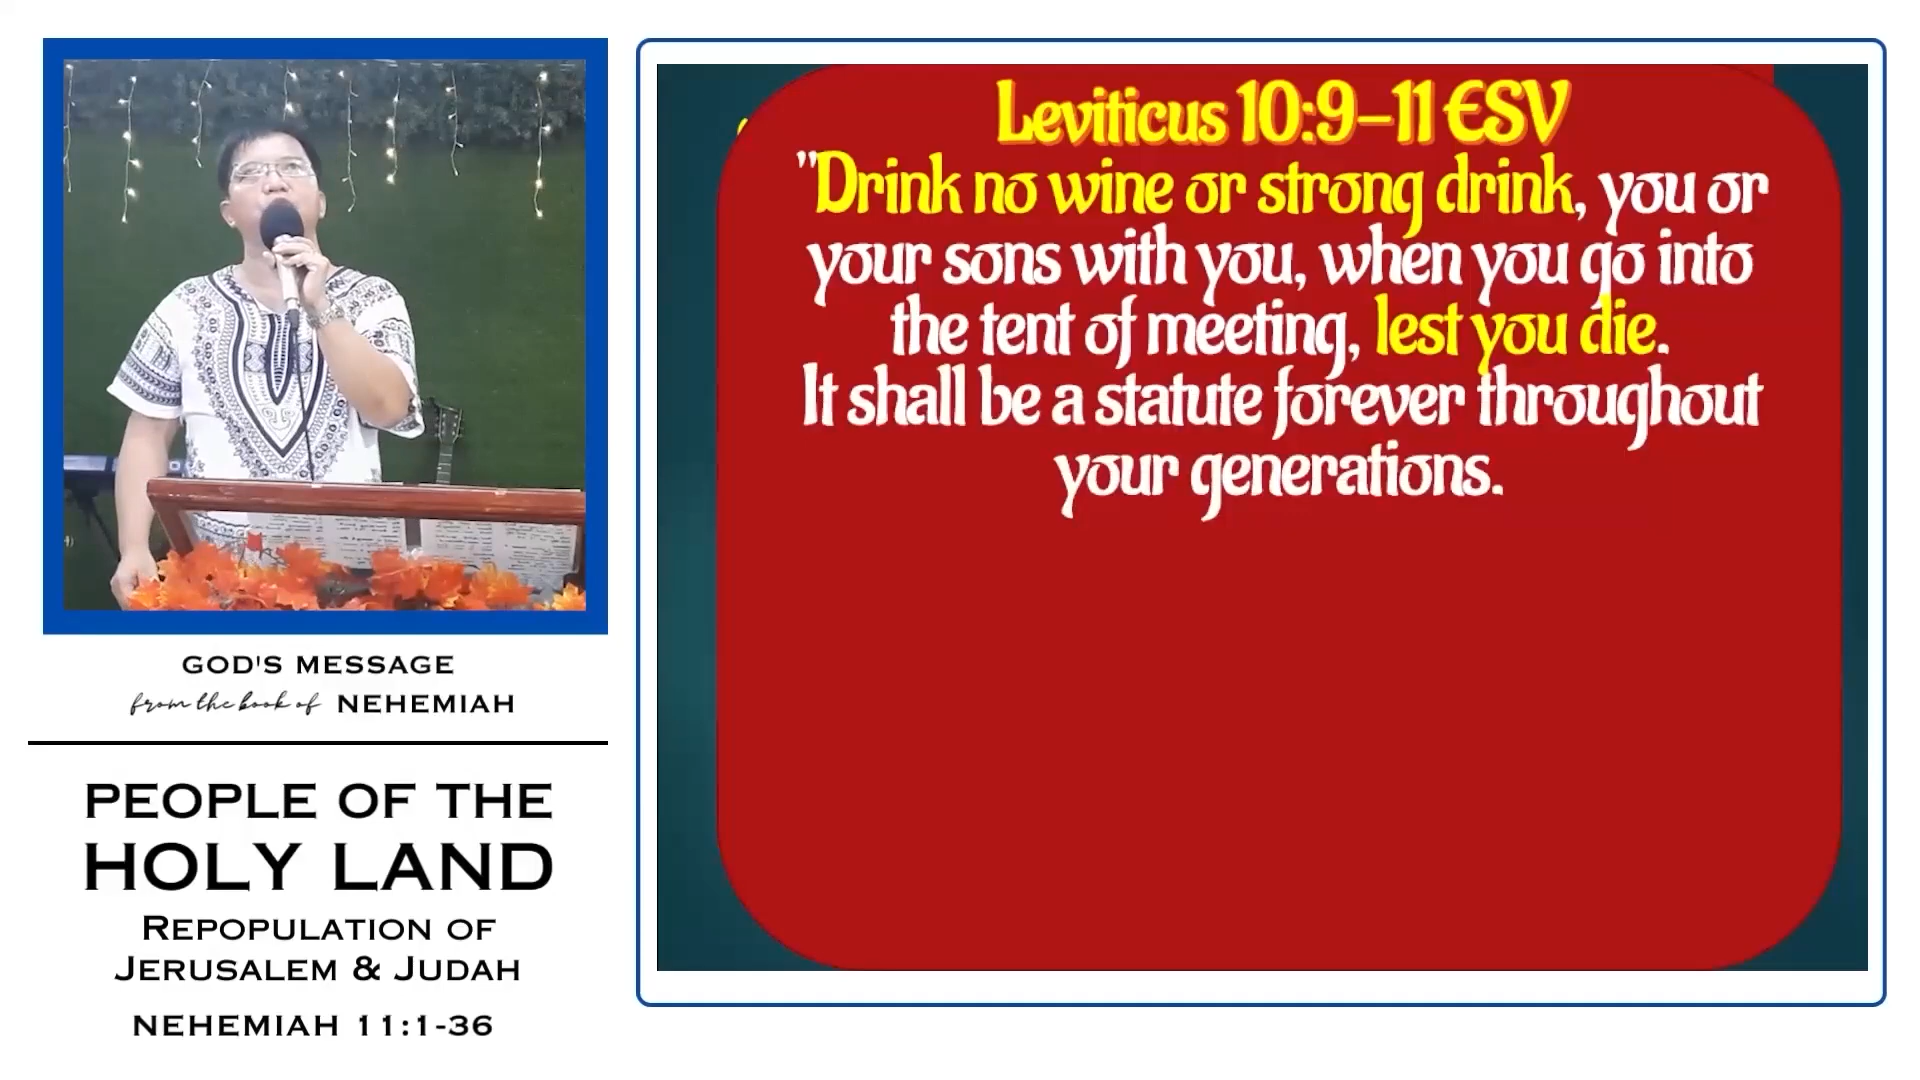 GOD'S MESSAGE
from the book of NEHEMIAH
PEOPLE OF THE
HOLY LAND
REPOPULATION OF
JERUSALEM & JUDAH
NEHEMIAH 11:1-36
Leviticus 10:9–11 ESV
"Drink no wine or strong drink, you or
your sons with you, when you go into
the tent of meeting, lest you die.
It shall be a statute forever throughout
your generations.